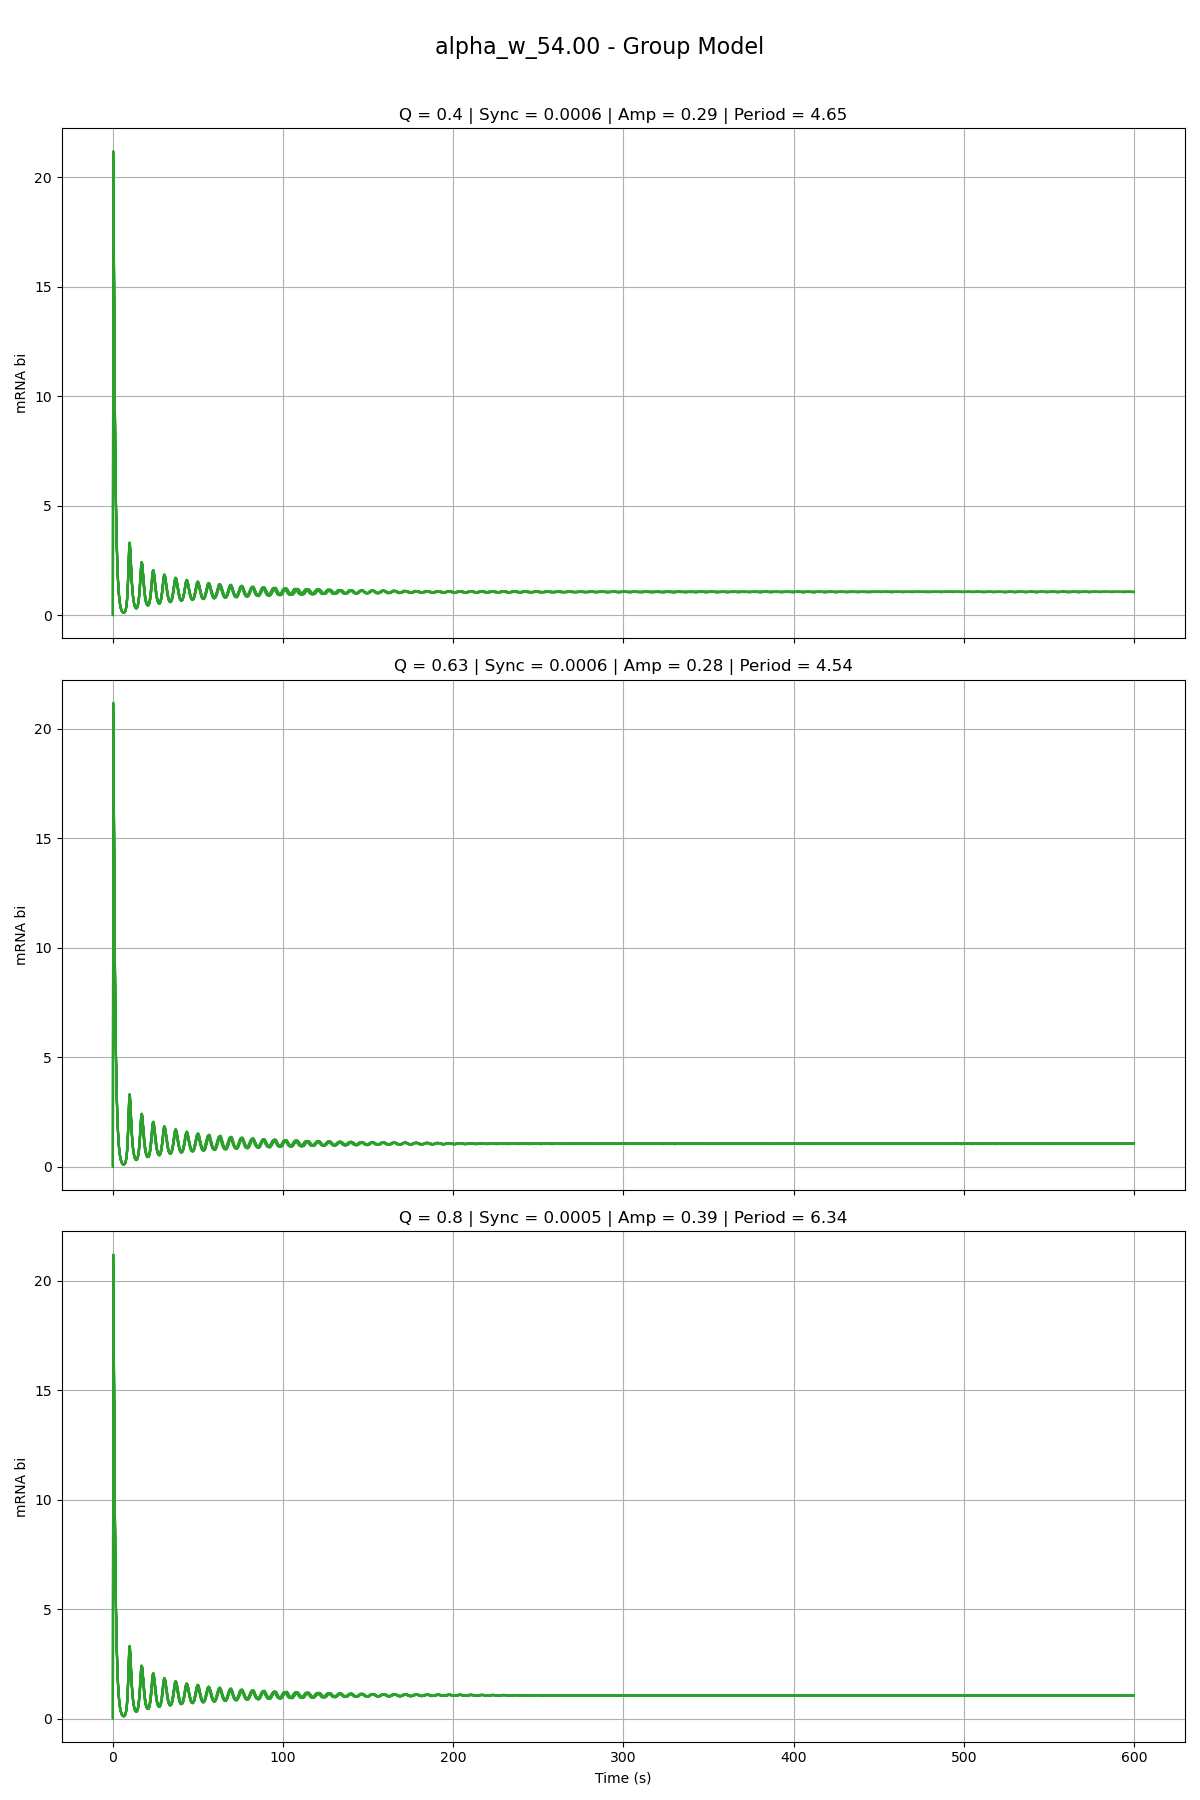 alpha_w_54.00 - Group Model
Q = 0.4 | Sync = 0.0006 | Amp = 0.29 | Period = 4.65
20
15
10
5
0
mRNA bi
Q = 0.63 | Sync = 0.0006 | Amp = 0.28 | Period = 4.54
20
15
10
5
0
mRNA bi
Q = 0.8 | Sync = 0.0005 | Amp = 0.39 | Period = 6.34
20
15
10
5
0
mRNA bi
0 100 200 300 400 500 600
Time (s)